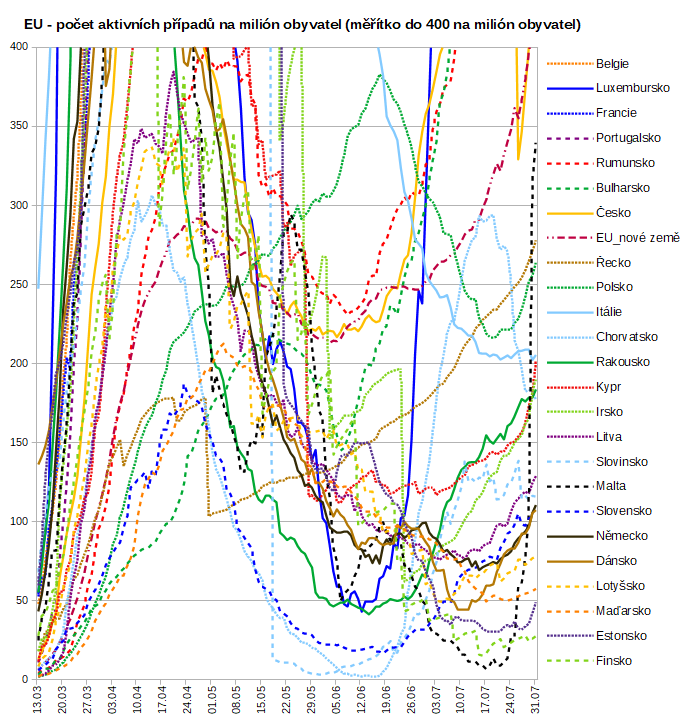 EU - počet aktivních případů na milión obyvatel (měřítko do 400 na milión obyvatel)
400
350
300
250
200
150
100
50
0
13.03
20.03
27.03
03.04
10.04
17.04
24.04
01.05
08.05
15.05
22.05
29.05
05.06
12.06
19.06
26.06
03.07
10.07
17.07
24.07
31.07
Belgie
Luxembursko
Francie
Portugalsko
Rumunsko
Bulharsko
Česko
EU_nové země
Řecko
Polsko
Itálie
Chorvatsko
Rakousko
Kypr
Irsko
Litva
Slovinsko
Malta
Slovensko
Německo
Dánsko
Lotyšsko
Maďarsko
Estonsko
Finsko